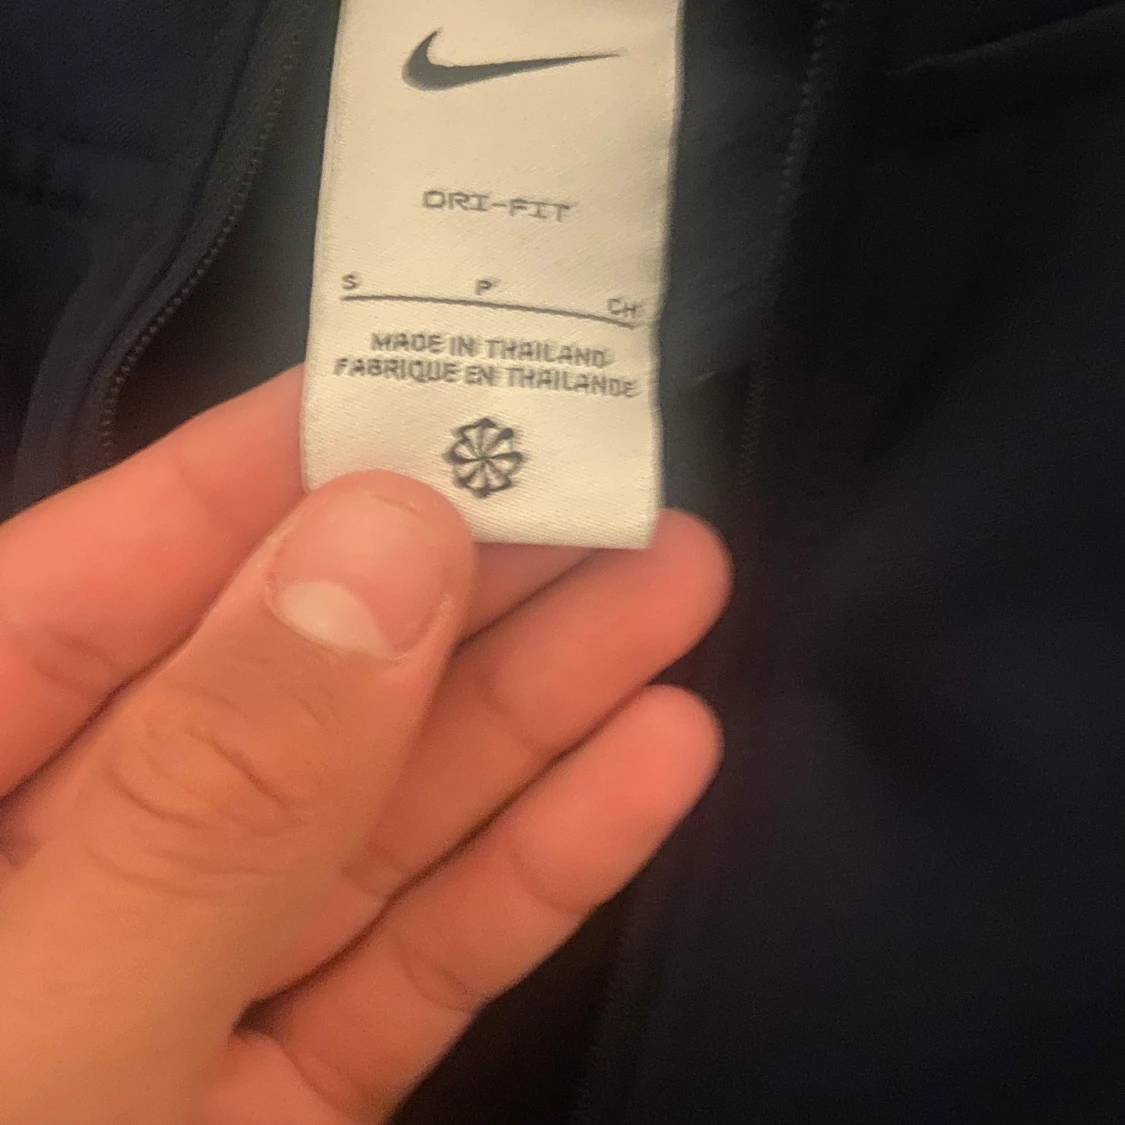 DRI-FIT
S P CH
MADE IN THAILAND
FABRIQUE EN THAILANDE